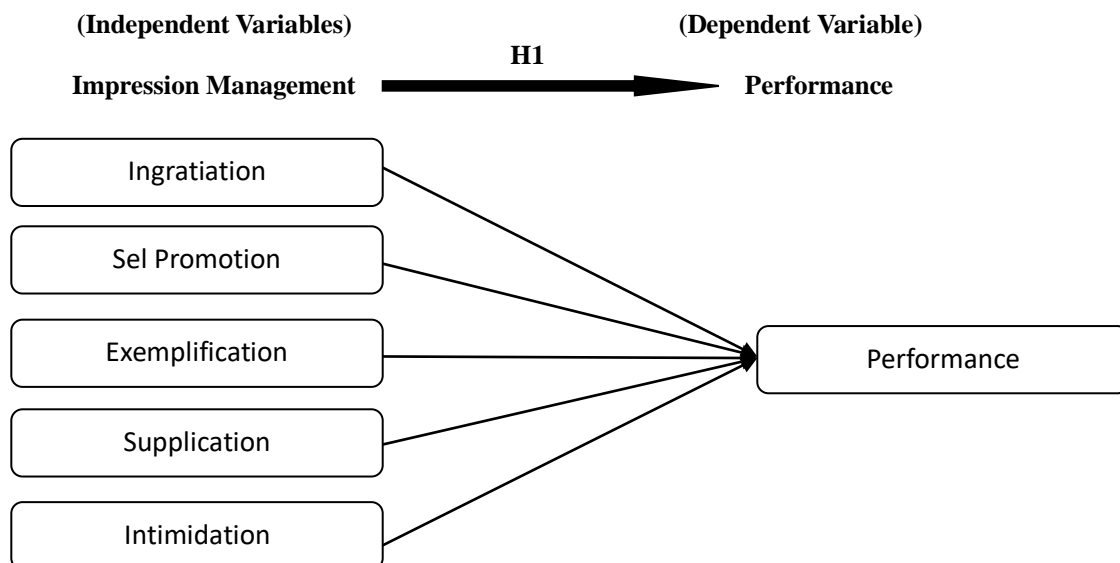 (Independent Variables) (Dependent Variable)
H1
Impression Management Performance
Ingratiation
Sel Promotion
Exemplification
Performance
Supplication
Intimidation